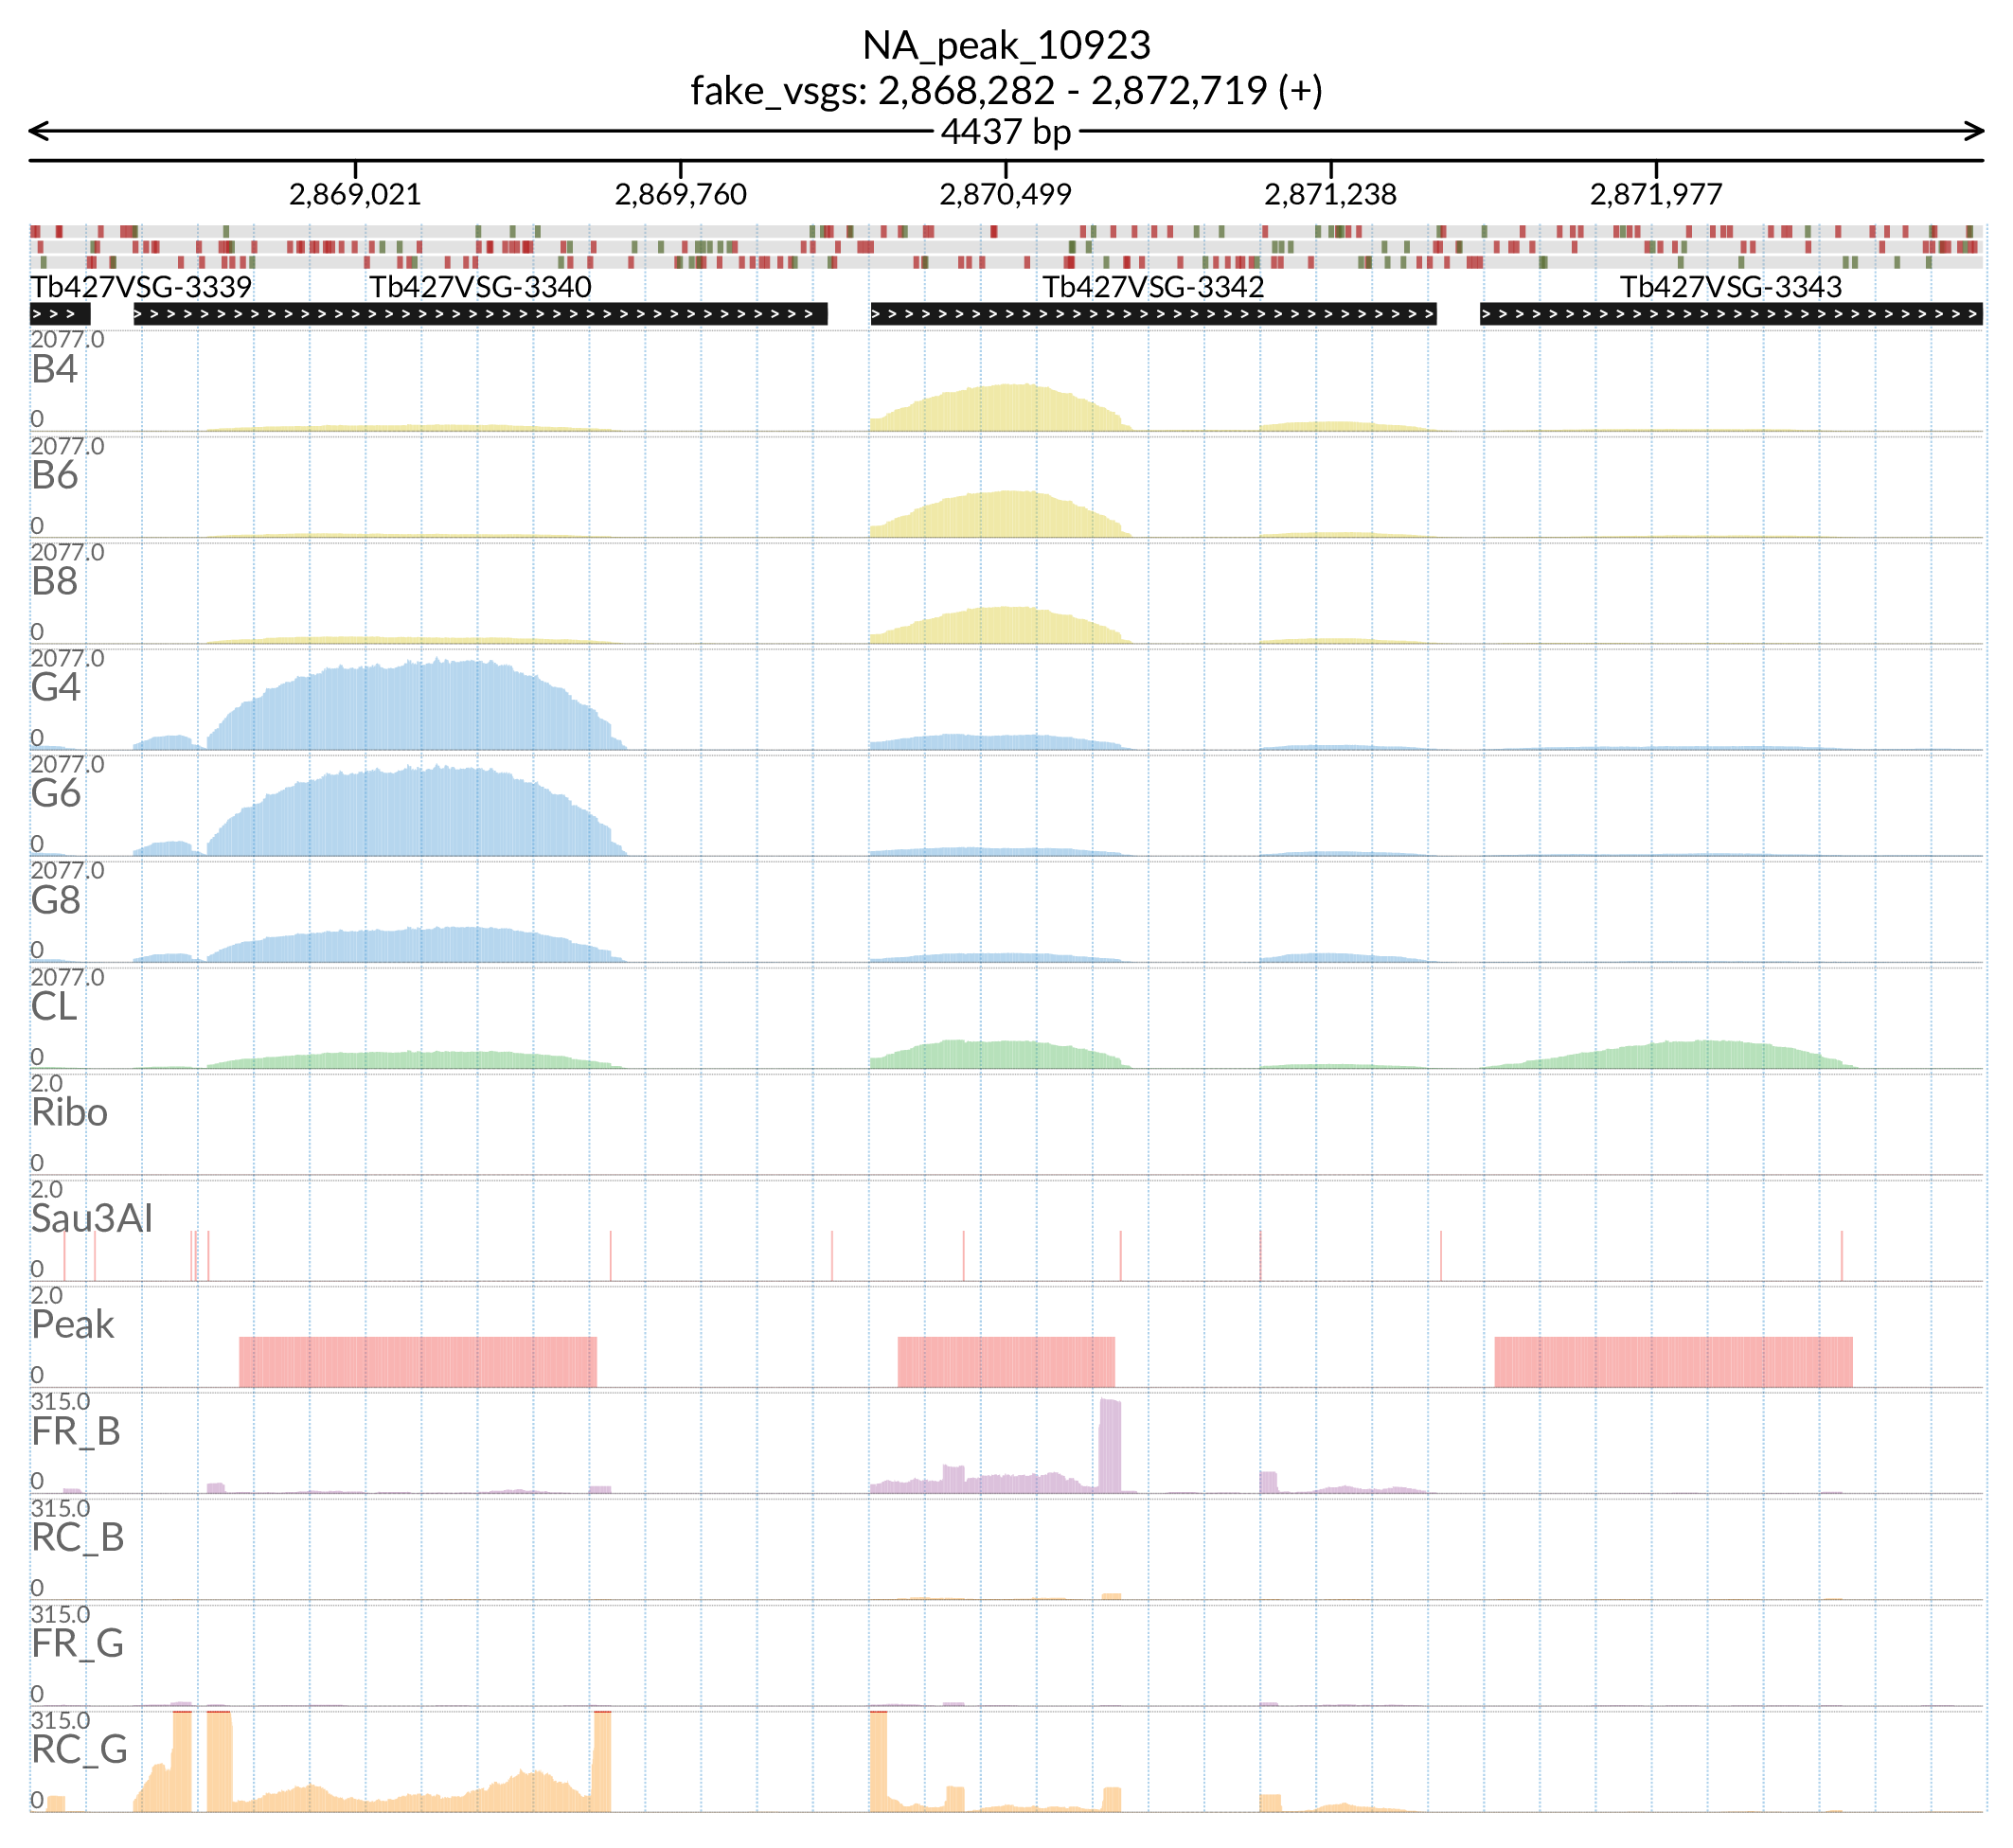 NA_peak_10923
fake_vsgs: 2,868,282 - 2,872,719 (+)
4437 bp
2,869,021 2,869,760 2,870,499 2,871,238 2,871,977
Tb427VSG-3339 Tb427VSG-3340 Tb427VSG-3342 Tb427VSG-3343
2077.0
B4
0
2077.0
B6
0
2077.0
B8
0
2077.0
G4
0
2077.0
G6
0
2077.0
G8
0
2077.0
CL
0
2.0
Ribo
0
2.0
Sau3AI
0
2.0
Peak
0
315.0
FR_B
0
315.0
RC_B
0
315.0
FR_G
0
315.0
RC_G
0